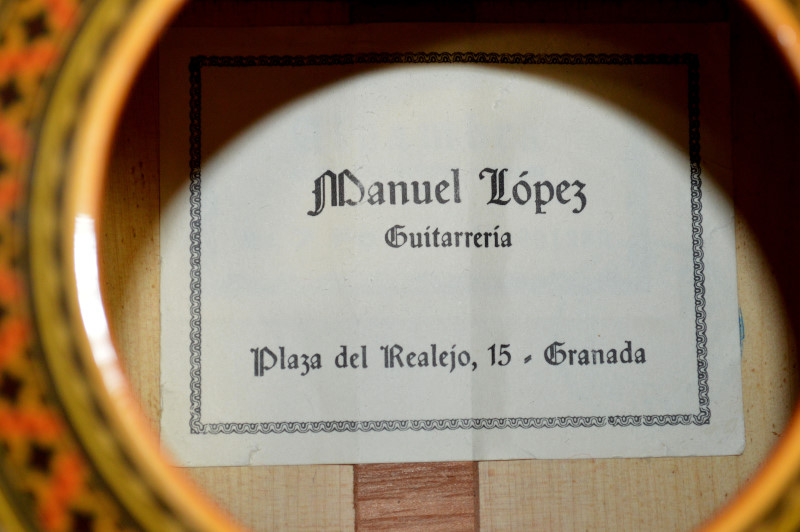 Manuel López
Guitarrería
Plaza del Realejo, 15 - Granada